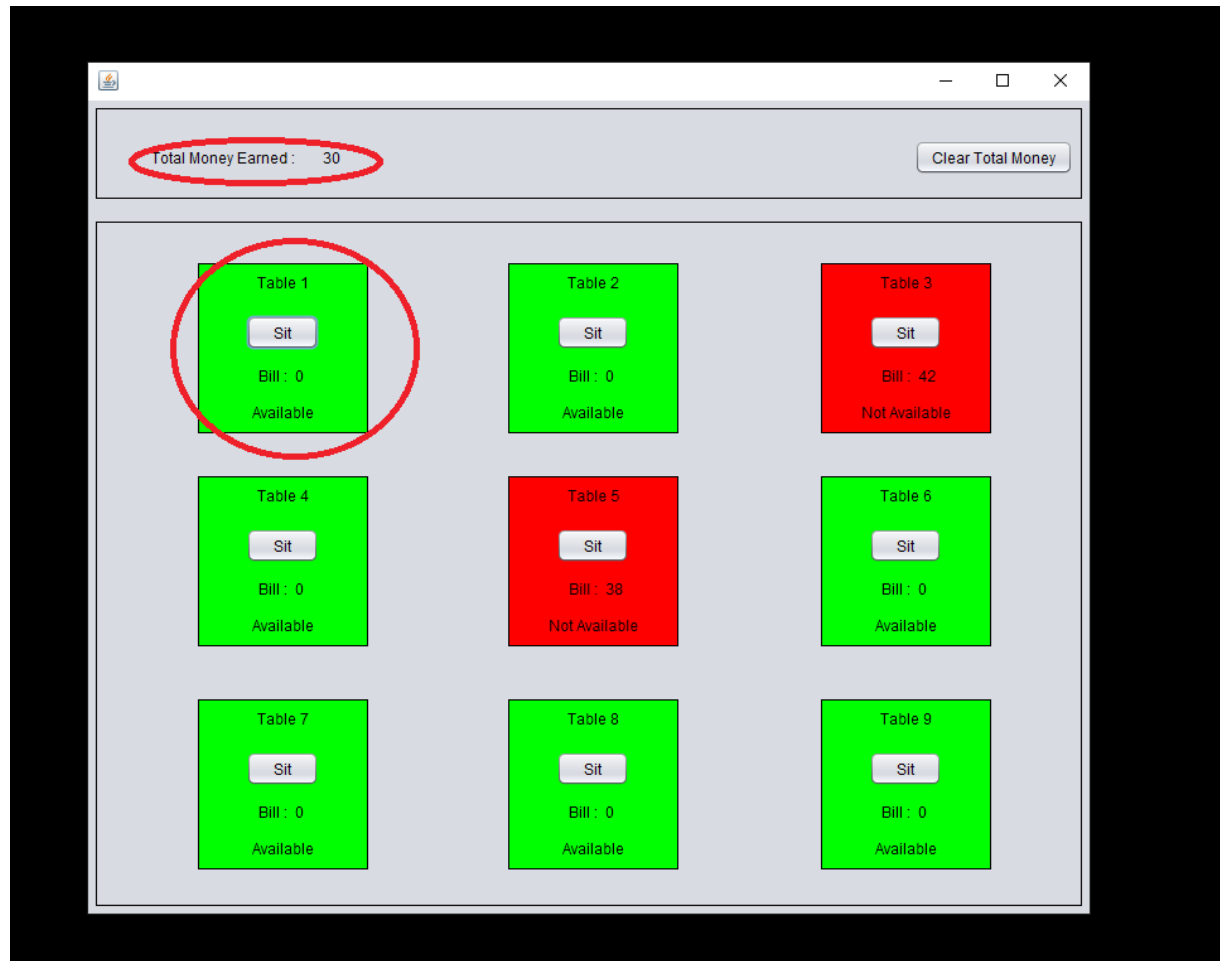 Total Money Earned : 30 Clear Total Money
Table 1 Table 2 Table 3
Sit Sit Sit
Bill : 0 Bill : 0 Bill : 42
Available Available Not Available
Table 4 Table 5 Table 6
Sit Sit Sit
Bill : 0 Bill : 38 Bill : 0
Available Not Available Available
Table 7 Table 8 Table 9
Sit Sit Sit
Bill : 0 Bill : 0 Bill : 0
Available Available Available